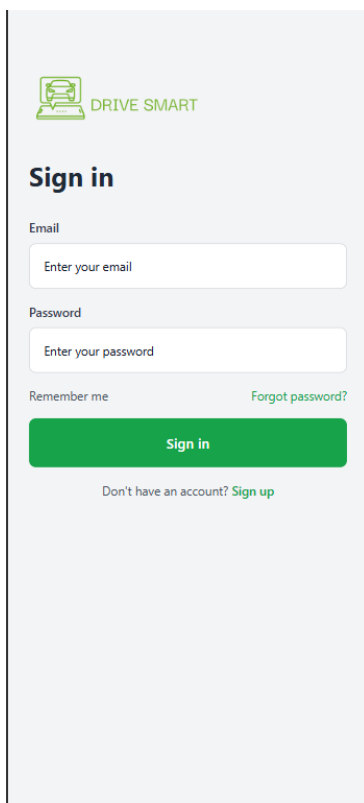 DRIVE SMART
Sign in
Email
Enter your email
Password
Enter your password
Remember me Forgot password?
Sign in
Don't have an account? Sign up